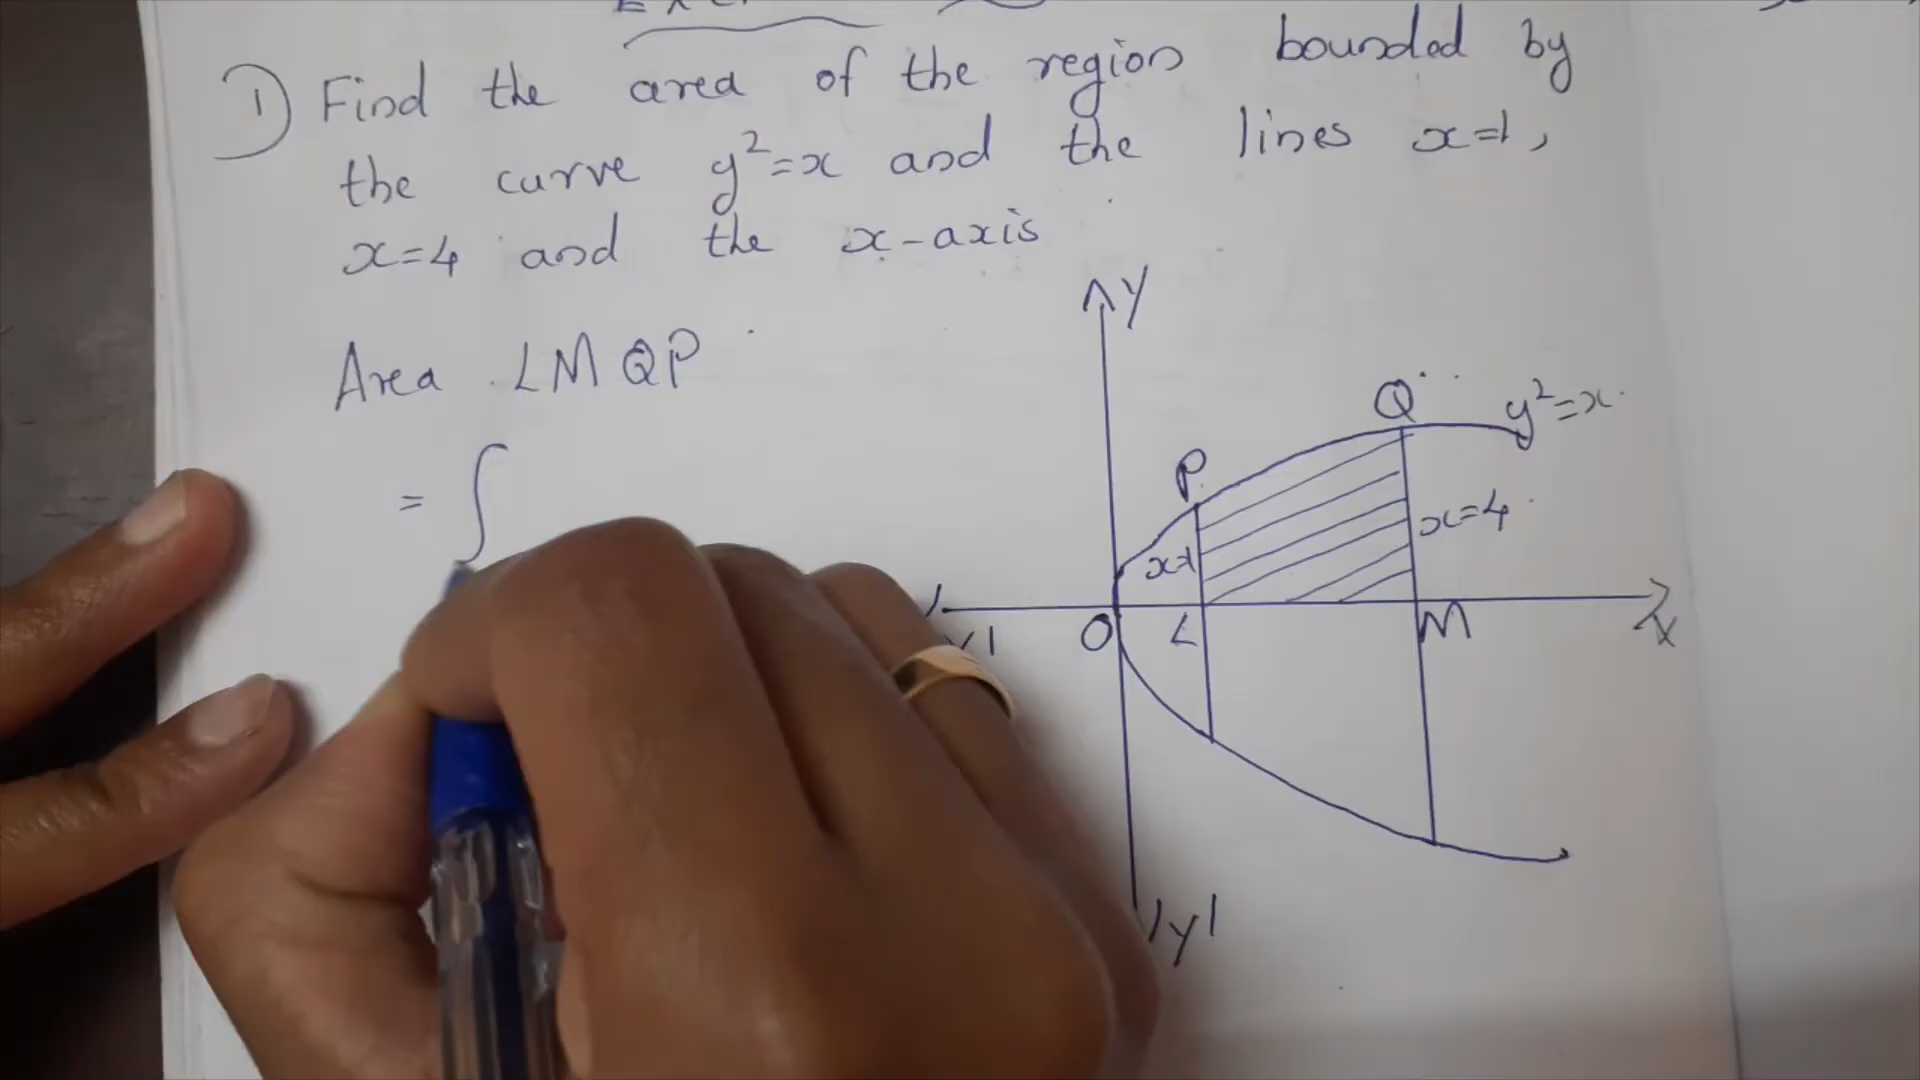 1) Find the area of the region bounded by
the curve y²=x and the lines x=1,
x=4 and the x-axis
Area LMQP
= ∫
Y
Q
y²=x
P
x=1
x=4
O
L
M
X
Y'